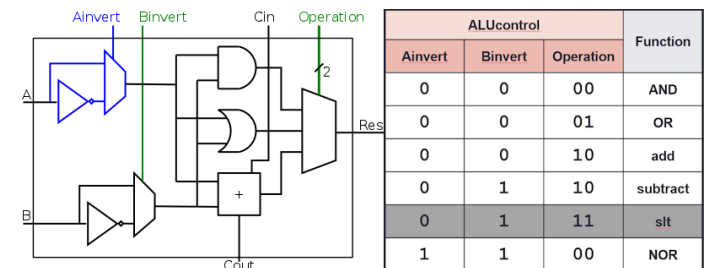 Ainvert Binvert Cin Operation
2
A
Res
+
B
Cout
ALUcontrol Function
Ainvert Binvert Operation
0 0 00 AND
0 0 01 OR
0 0 10 add
0 1 10 subtract
0 1 11 slt
1 1 00 NOR